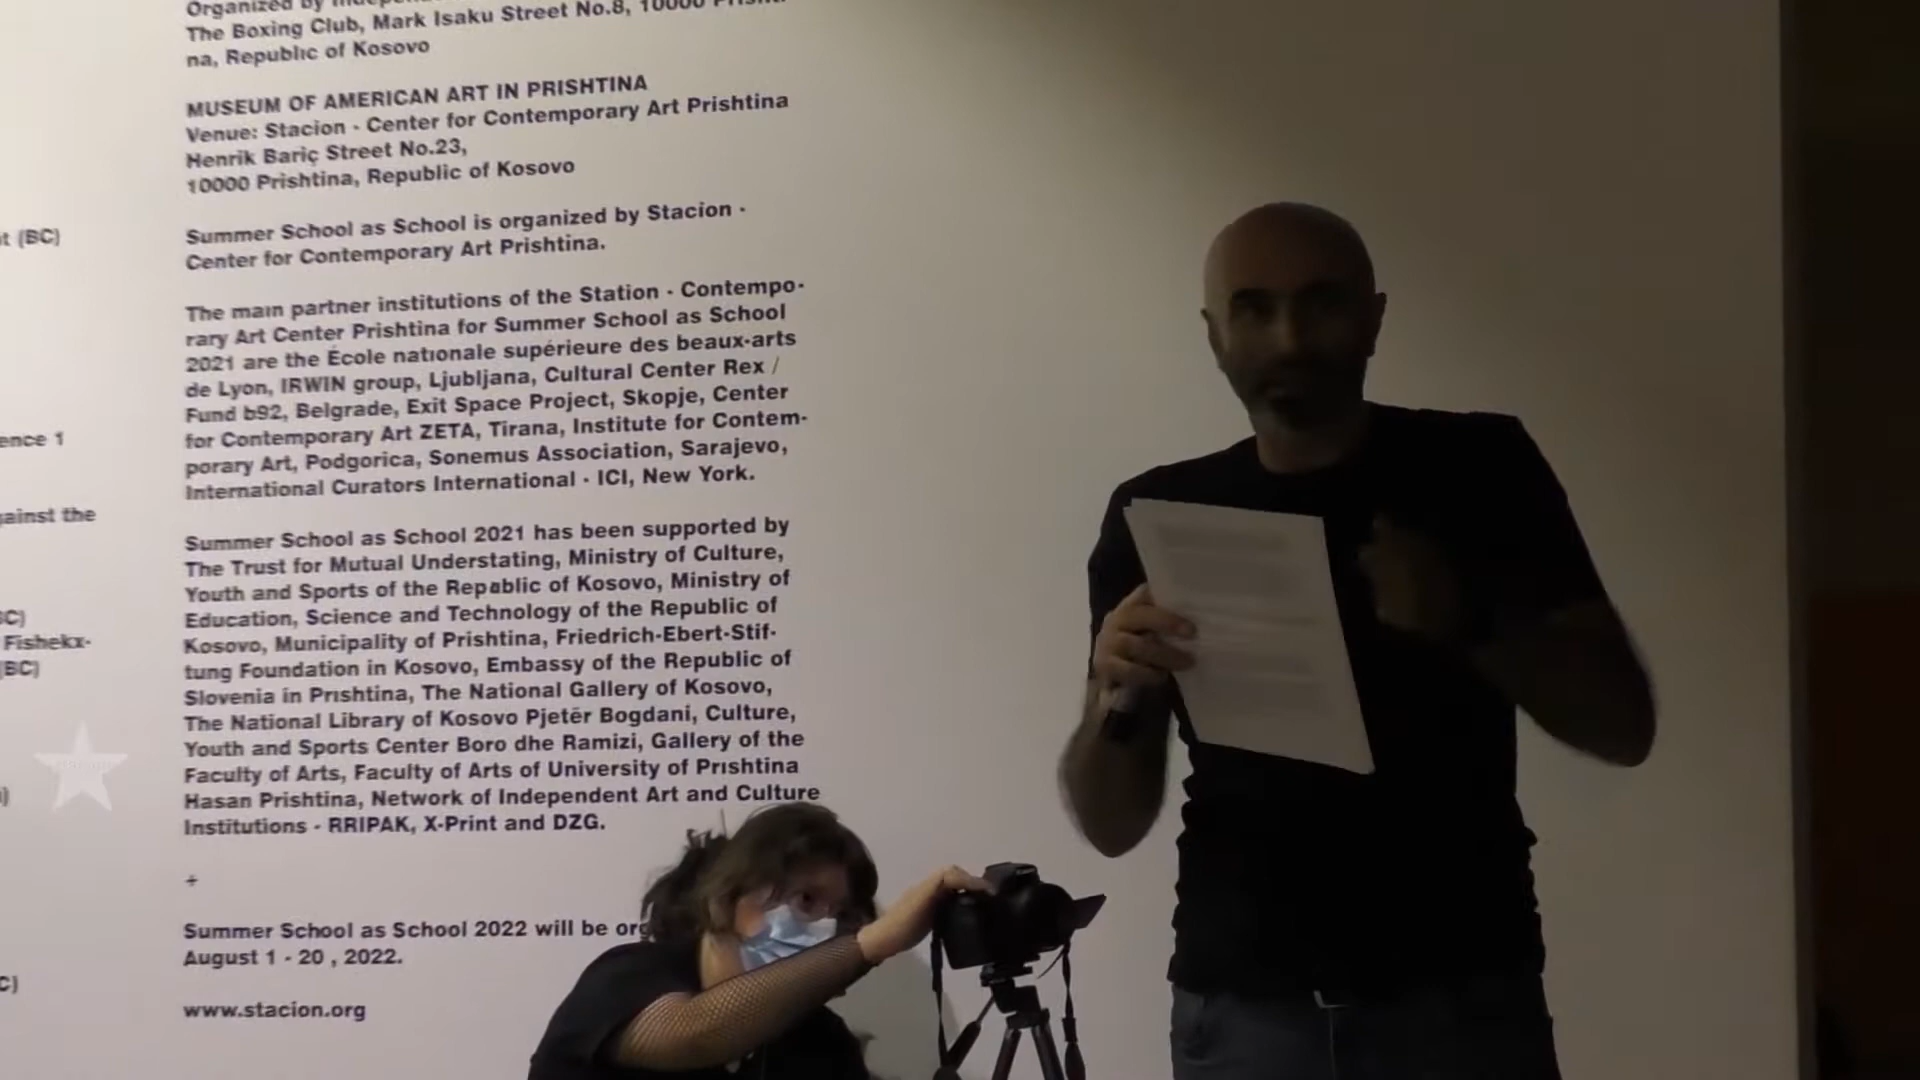 Organized by
The Boxing Club, Mark Isaku Street No.8, 10000 Prishti-
na, Republic of Kosovo
MUSEUM OF AMERICAN ART IN PRISHTINA
Venue: Stacion - Center for Contemporary Art Prishtina
Henrik Bariç Street No.23,
10000 Prishtina, Republic of Kosovo
Summer School as School is organized by Stacion -
Center for Contemporary Art Prishtina.
The main partner institutions of the Station - Contempo-
rary Art Center Prishtina for Summer School as School
2021 are the École nationale supérieure des beaux-arts
de Lyon, IRWIN group, Ljubljana, Cultural Center Rex /
Fund b92, Belgrade, Exit Space Project, Skopje, Center
for Contemporary Art ZETA, Tirana, Institute for Contem-
porary Art, Podgorica, Sonemus Association, Sarajevo,
International Curators International - ICI, New York.
Summer School as School 2021 has been supported by
The Trust for Mutual Understating, Ministry of Culture,
Youth and Sports of the Repablic of Kosovo, Ministry of
Education, Science and Technology of the Republic of
Kosovo, Municipality of Prishtina, Friedrich-Ebert-Stif-
tung Foundation in Kosovo, Embassy of the Republic of
Slovenia in Prishtina, The National Gallery of Kosovo,
The National Library of Kosovo Pjetër Bogdani, Culture,
Youth and Sports Center Boro dhe Ramizi, Gallery of the
Faculty of Arts, Faculty of Arts of University of Prishtina
Hasan Prishtina, Network of Independent Art and Culture
Institutions - RRIPAK, X-Print and DZG.
+
Summer School as School 2022 will be org
August 1 - 20 , 2022.
www.stacion.org
t (BC)
ence 1
gainst the
BC)
Fishekx-
(BC)
C)